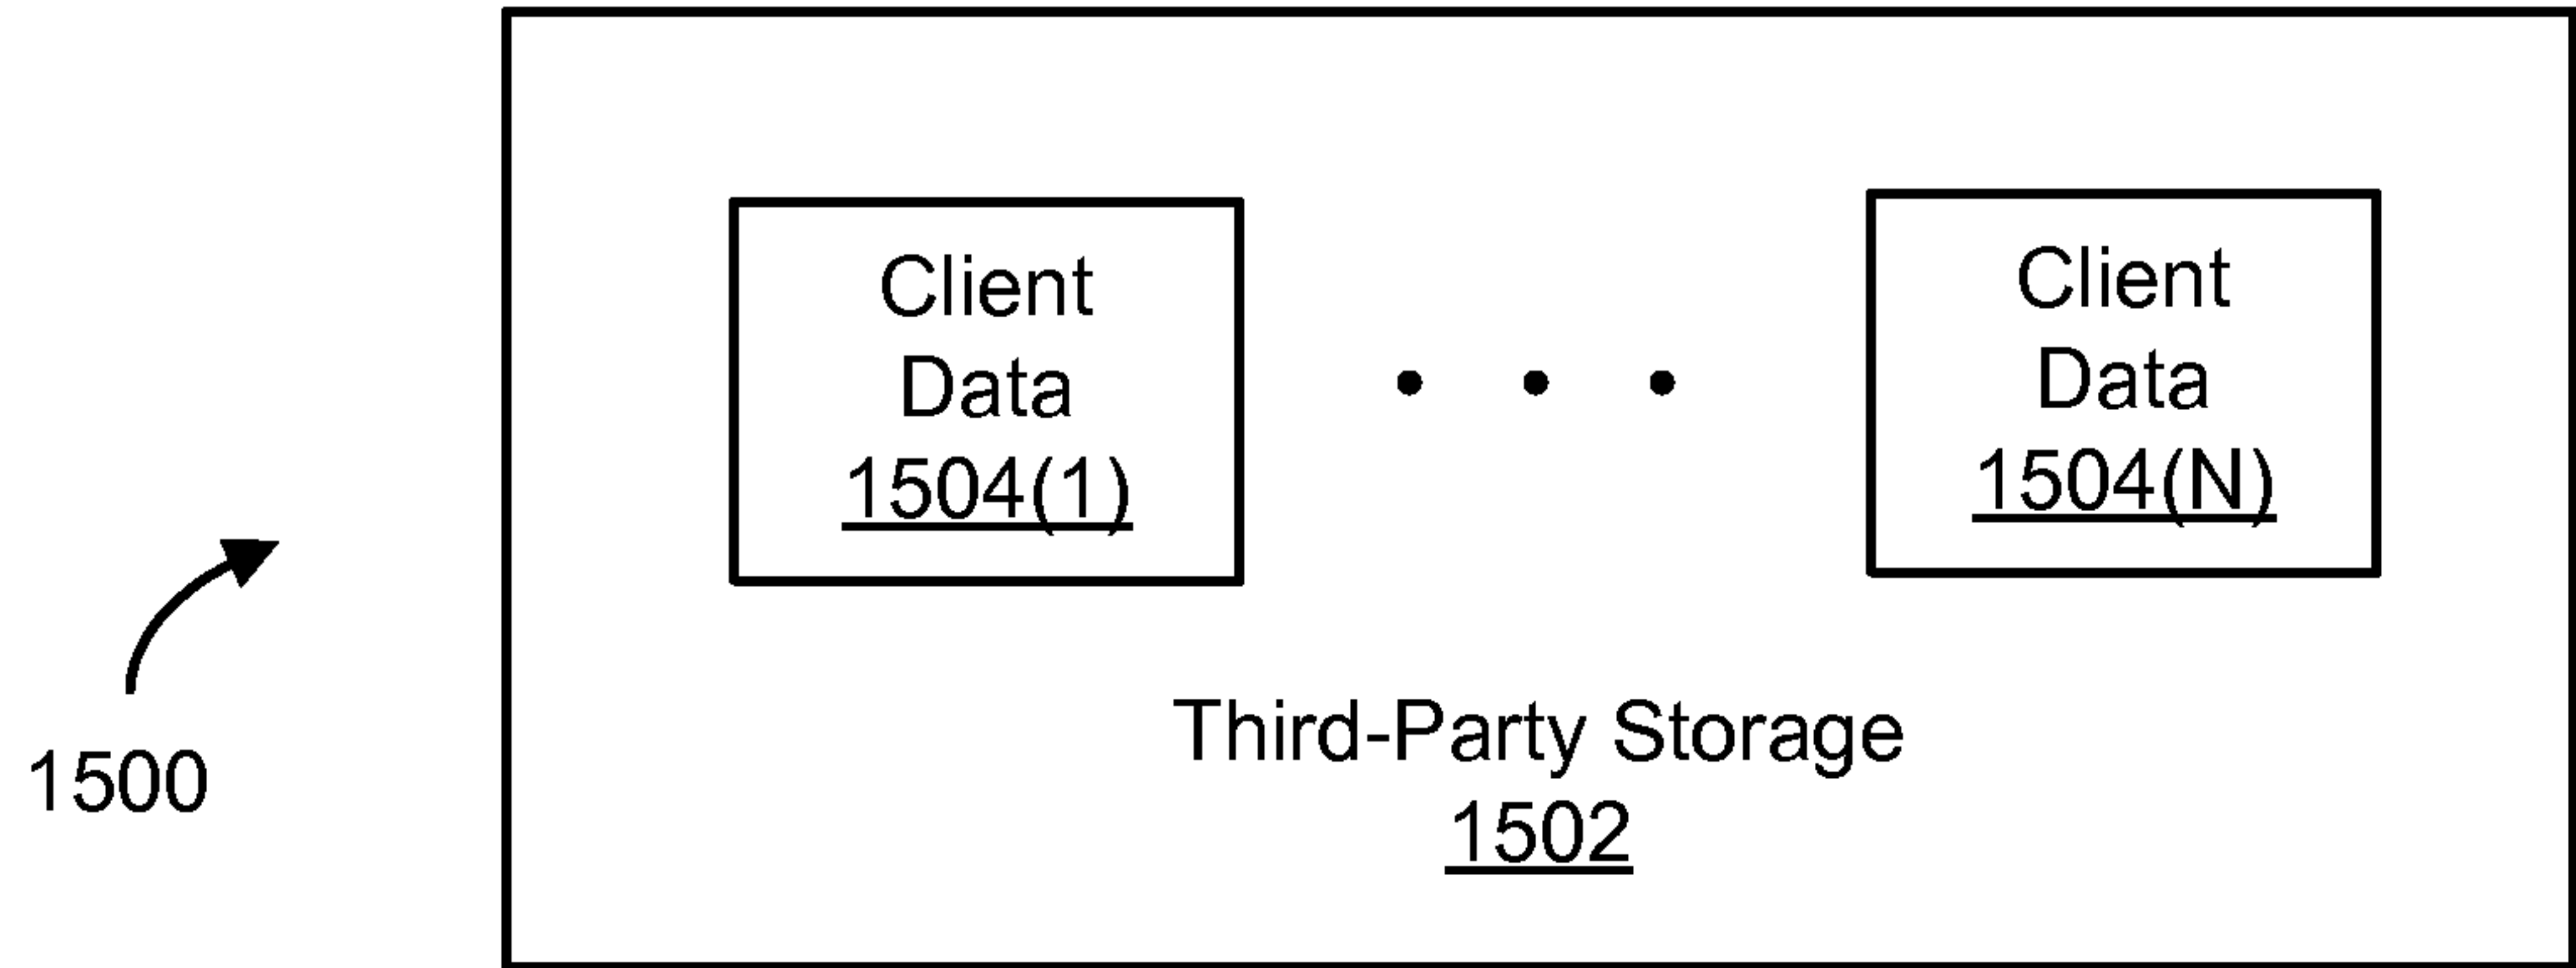 Client
Data
1504(1)
Client
Data
1504(N)
Third-Party Storage
1502
1500